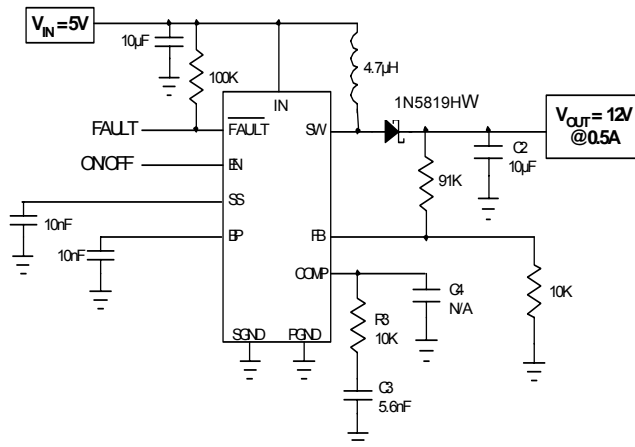 VIN = 5V
10µF
100K
4.7µH
1N5819HW
VOUT = 12V
@0.5A
IN
FAULT
FAULT
SW
C2
10µF
ON/OFF
EN
91K
SS
10nF
BP
10nF
FB
COMP
C4
N/A
R3
10K
10K
SGND
PGND
C3
5.6nF